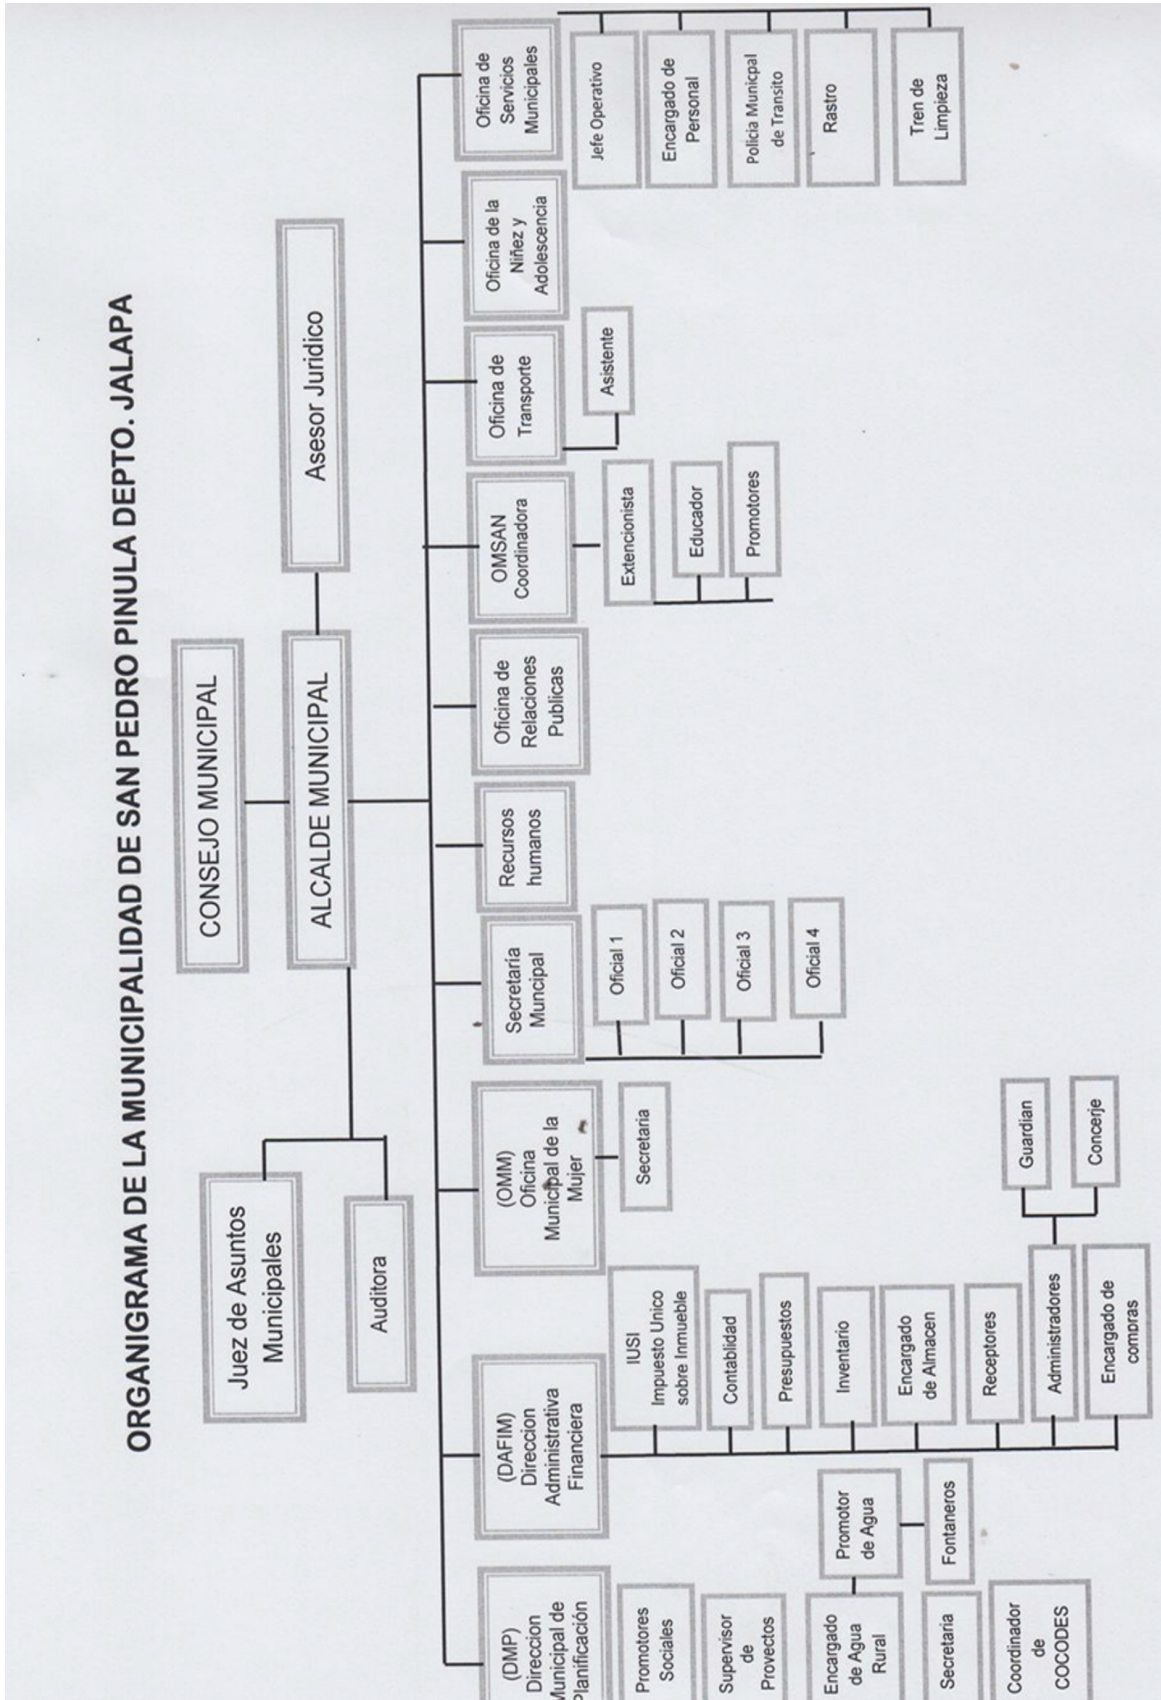 ORGANIGRAMA DE LA MUNICIPALIDAD DE SAN PEDRO PINULA DEPTO. JALAPA
CONSEJO MUNICIPAL
ALCALDE MUNICIPAL
Asesor Juridico
Juez de Asuntos
Municipales
Auditora
(DMP)
Direccion
Municipal de
Planificación
Promotores
Sociales
Supervisor
de
Proyectos
Encargado
de Agua
Rural
Promotor
de Agua
Fontaneros
Secretaria
Coordinador
de
COCODES
(DAFIM)
Direccion
Administrativa
Financiera
IUSI
Impuesto Unico
sobre Inmueble
Contablidad
Presupuestos
Inventario
Encargado
de Almacen
Receptores
Administradores
Guardian
Concerje
Encargado de
compras
(OMM)
Oficina
Municipal de la
Mujer
Secretaria
Secretaría
Muncipal
Oficial 1
Oficial 2
Oficial 3
Oficial 4
Recursos
humanos
Oficina de
Relaciones
Publicas
OMSAN
Coordinadora
Extencionista
Educador
Promotores
Oficina de
Transporte
Asistente
Oficina de la
Niñez y
Adolescencia
Oficina de
Servicios
Municipales
Jefe Operativo
Encargado de
Personal
Policia Municpal
de Transito
Rastro
Tren de
Limpieza